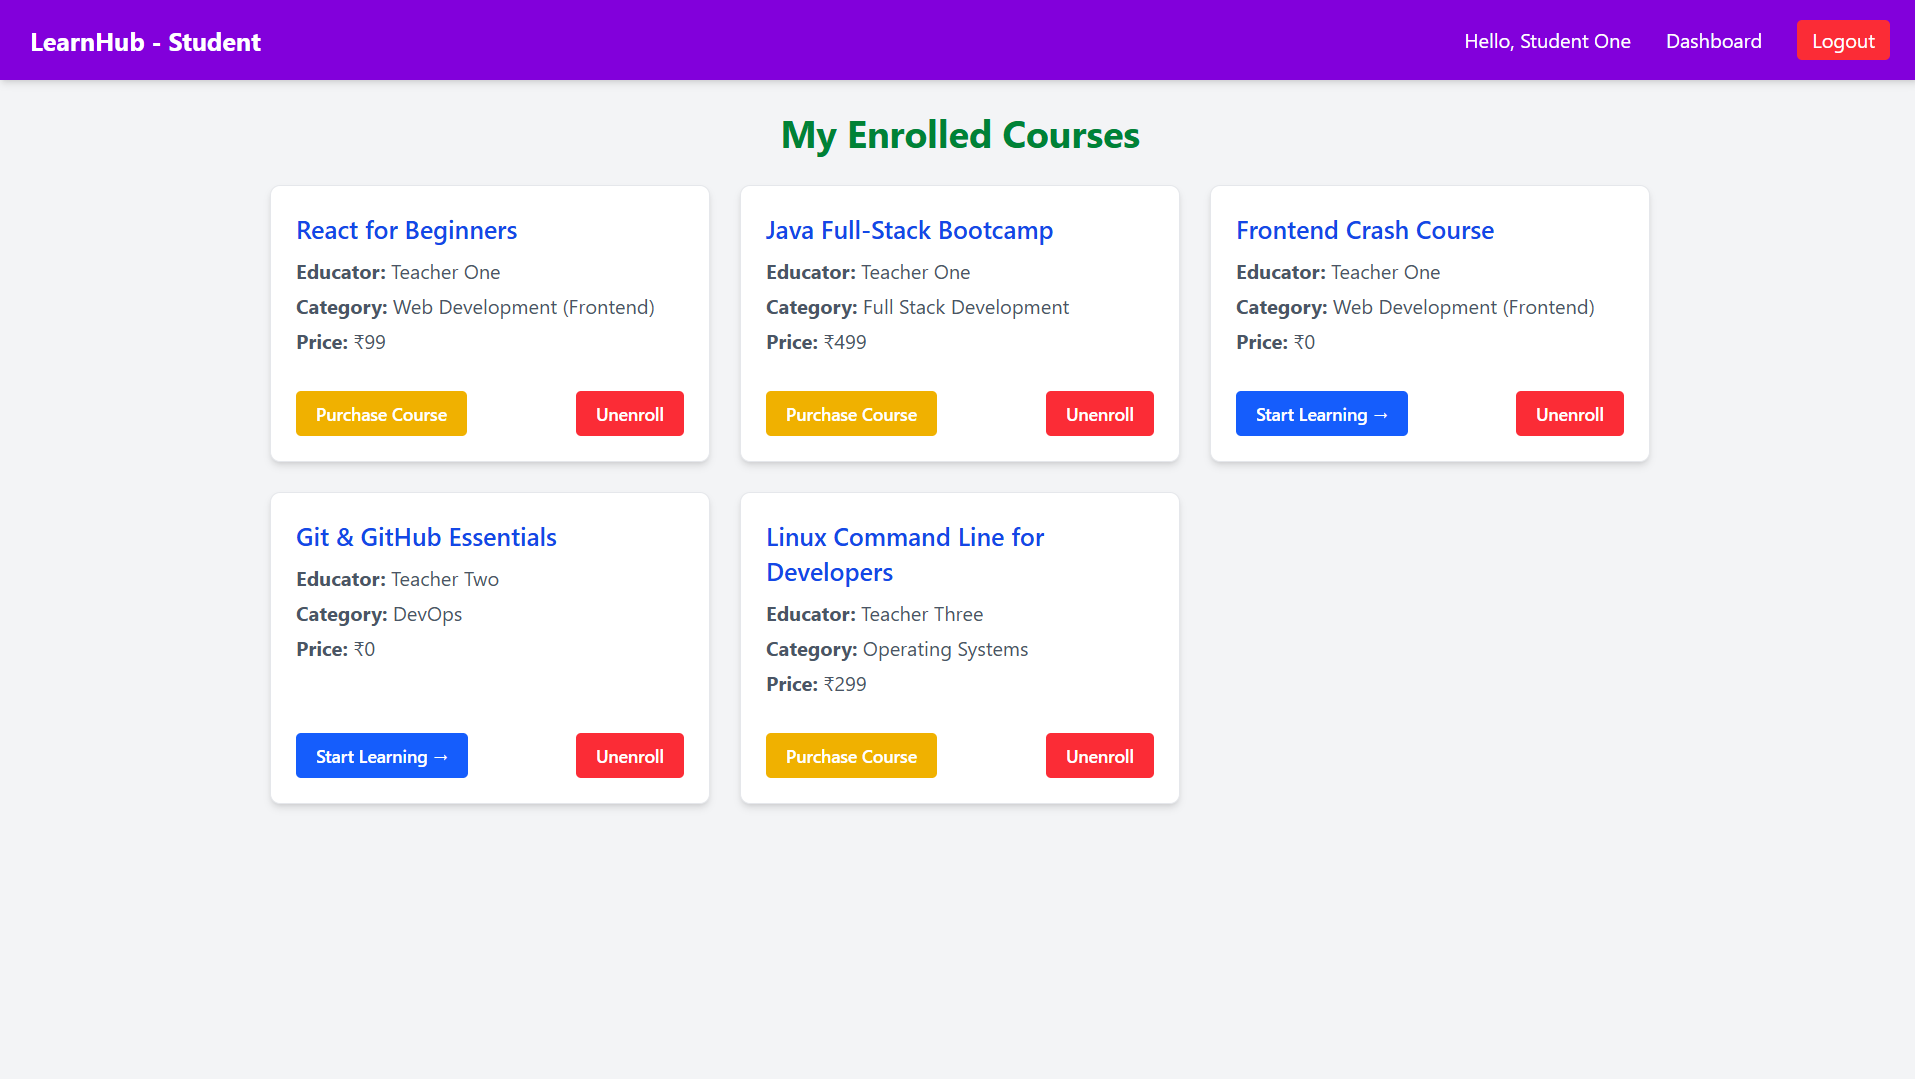 LearnHub - Student
Hello, Student One
Dashboard
Logout
My Enrolled Courses
React for Beginners
Educator: Teacher One
Category: Web Development (Frontend)
Price: ₹99
Purchase Course
Unenroll
Java Full-Stack Bootcamp
Educator: Teacher One
Category: Full Stack Development
Price: ₹499
Purchase Course
Unenroll
Frontend Crash Course
Educator: Teacher One
Category: Web Development (Frontend)
Price: ₹0
Start Learning →
Unenroll
Git & GitHub Essentials
Educator: Teacher Two
Category: DevOps
Price: ₹0
Start Learning →
Unenroll
Linux Command Line for
Developers
Educator: Teacher Three
Category: Operating Systems
Price: ₹299
Purchase Course
Unenroll